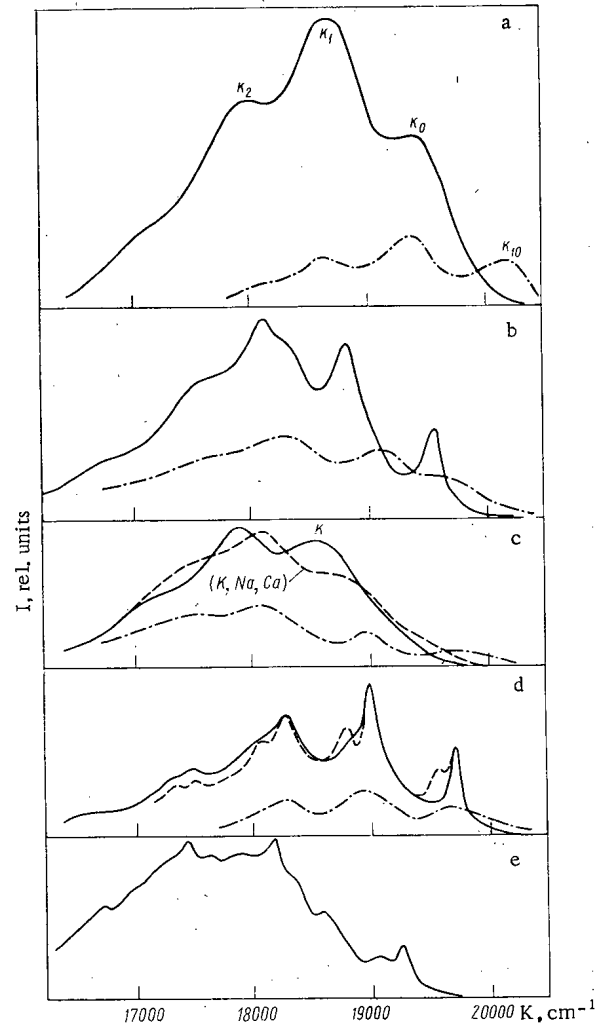 a
K₁
K₂
K₀
K₁₀
b
c
K
(K, Na, Ca)
I, rel. units
d
e
17000 18000 19000 20000 K, cm⁻¹